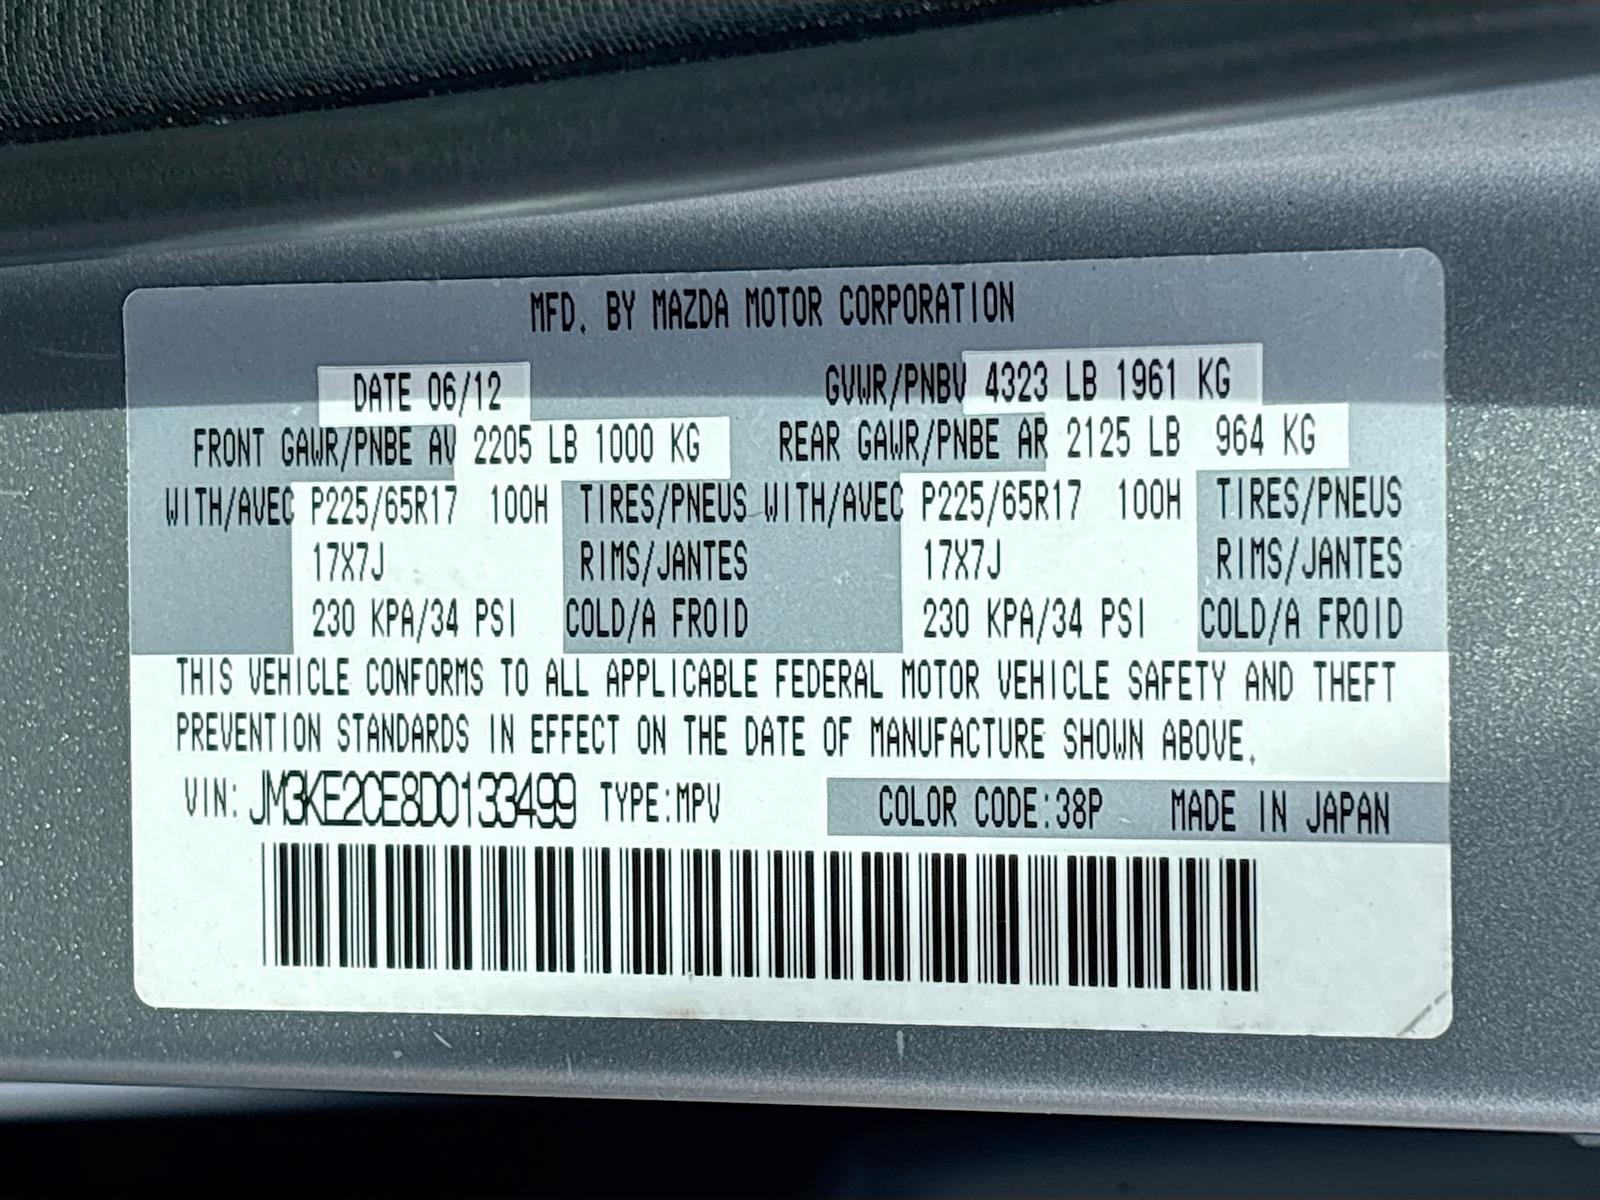 MFD. BY MAZDA MOTOR CORPORATION
DATE 06/12 GVWR/PNBV 4323 LB 1961 KG
FRONT GAWR/PNBE AV 2205 LB 1000 KG REAR GAWR/PNBE AR 2125 LB 964 KG
WITH/AVEC P225/65R17 100H TIRES/PNEUS WITH/AVEC P225/65R17 100H TIRES/PNEUS
17X7J RIMS/JANTES 17X7J RIMS/JANTES
230 KPA/34 PSI COLD/A FROID 230 KPA/34 PSI COLD/A FROID
THIS VEHICLE CONFORMS TO ALL APPLICABLE FEDERAL MOTOR VEHICLE SAFETY AND THEFT
PREVENTION STANDARDS IN EFFECT ON THE DATE OF MANUFACTURE SHOWN ABOVE.
VIN: JM3KE2CE8D0133499 TYPE:MPV COLOR CODE:38P MADE IN JAPAN